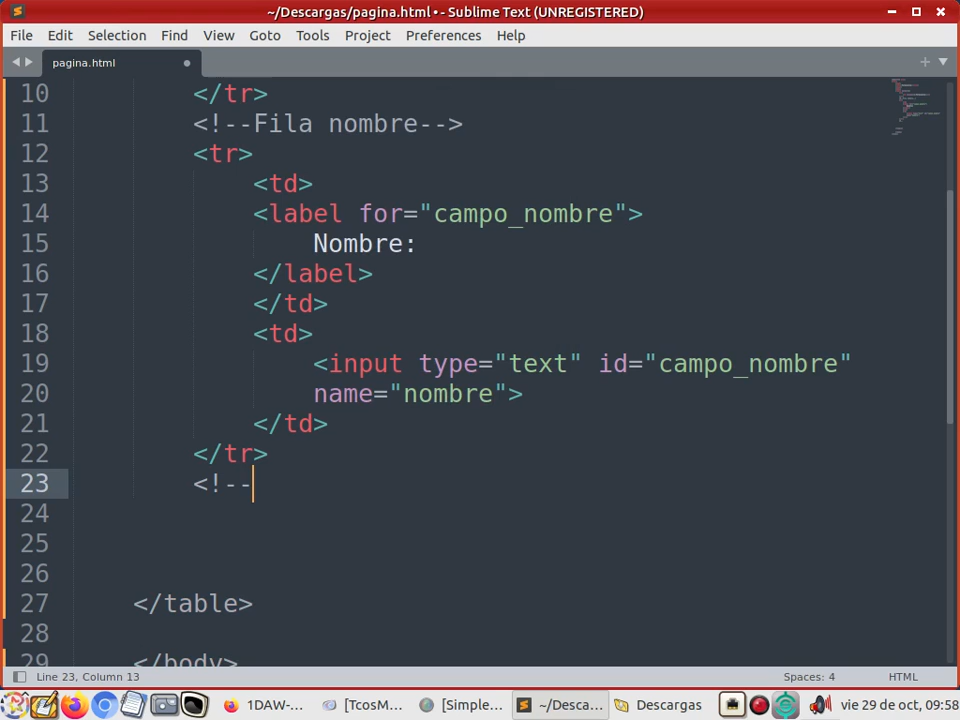 ~/Descargas/pagina.html • - Sublime Text (UNREGISTERED)
File Edit Selection Find View Goto Tools Project Preferences Help
pagina.html
10 </tr>
11 <!--Fila nombre-->
12 <tr>
13 <td>
14 <label for="campo_nombre">
15 Nombre:
16 </label>
17 </td>
18 <td>
19 <input type="text" id="campo_nombre"
20 name="nombre">
21 </td>
22 </tr>
23 <!--
24
25
26
27 </table>
28
29 </body>
Line 23, Column 13 Spaces: 4 HTML
1DAW-... [TcosM... [Simple... ~/Desca... Descargas vie 29 de oct, 09:58